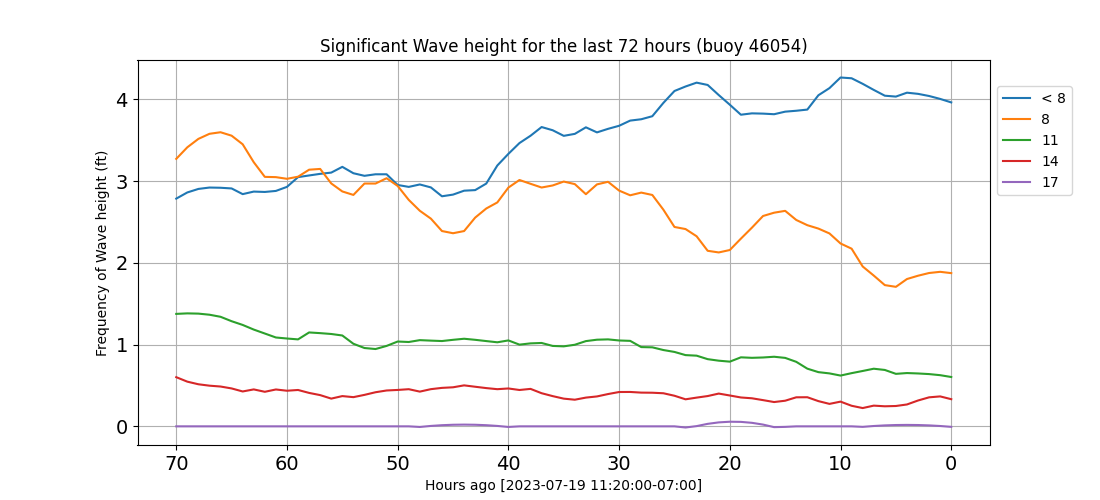 Significant Wave height for the last 72 hours (buoy 46054)
Frequency of Wave height (ft)
4
3
2
1
0
70 60 50 40 30 20 10 0
Hours ago [2023-07-19 11:20:00-07:00]
< 8
8
11
14
17